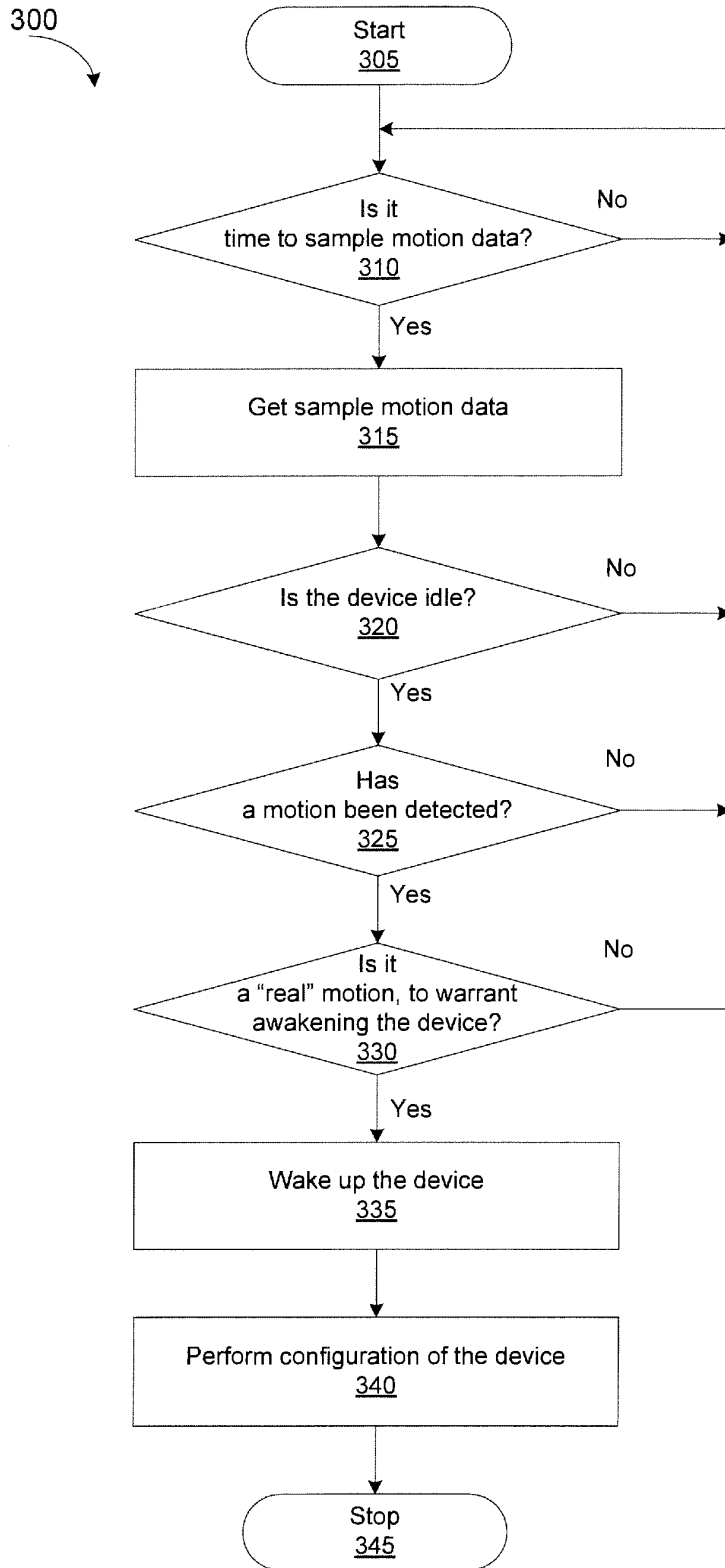 300
Start
305
Is it
time to sample motion data?
310
No
Yes
Get sample motion data
315
Is the device idle?
320
No
Yes
Has
a motion been detected?
325
No
Yes
Is it
a “real” motion, to warrant
awakening the device?
330
No
Yes
Wake up the device
335
Perform configuration of the device
340
Stop
345